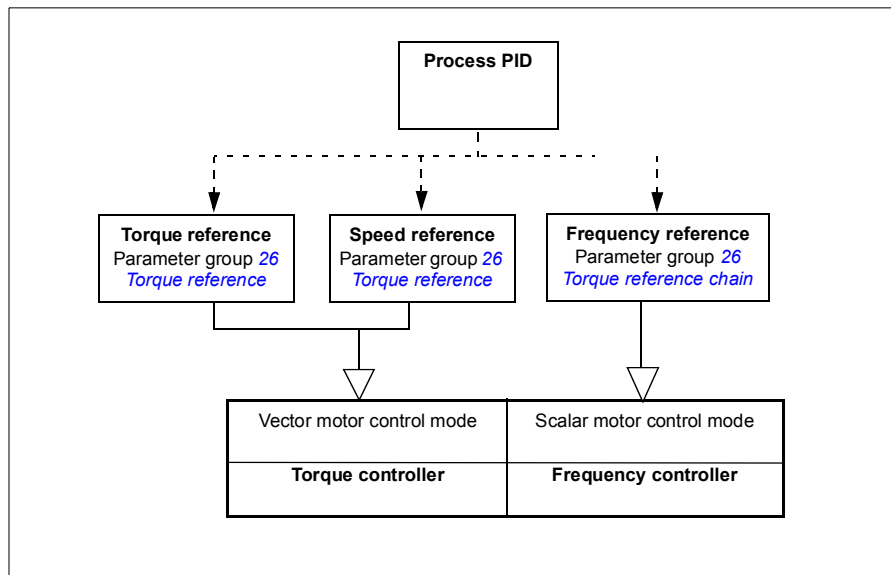 Process PID
Torque reference
Parameter group 26
Torque reference
Speed reference
Parameter group 26
Torque reference
Frequency reference
Parameter group 26
Torque reference chain
Vector motor control mode
Scalar motor control mode
Torque controller
Frequency controller